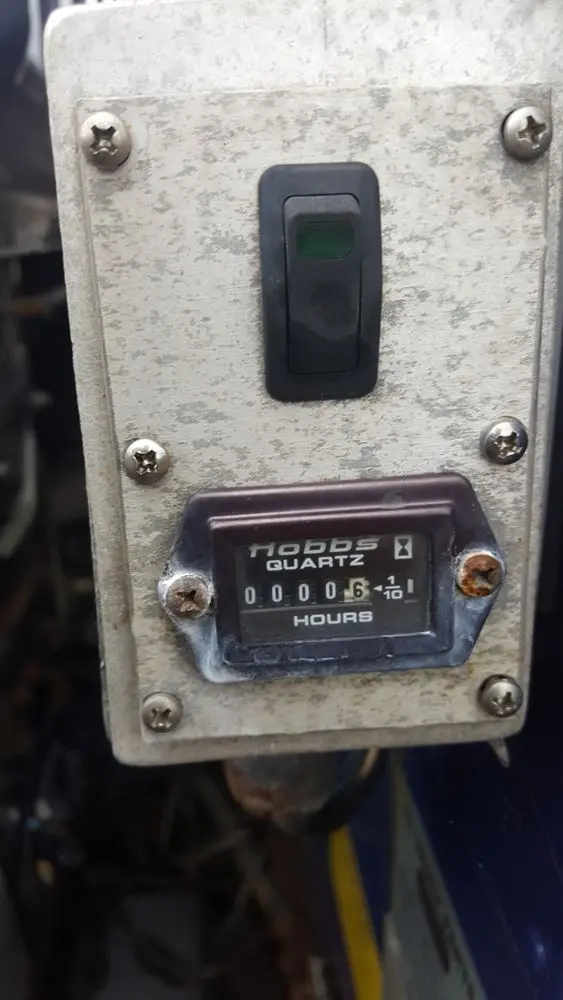 Hobbs
QUARTZ
00006 1/10
HOURS